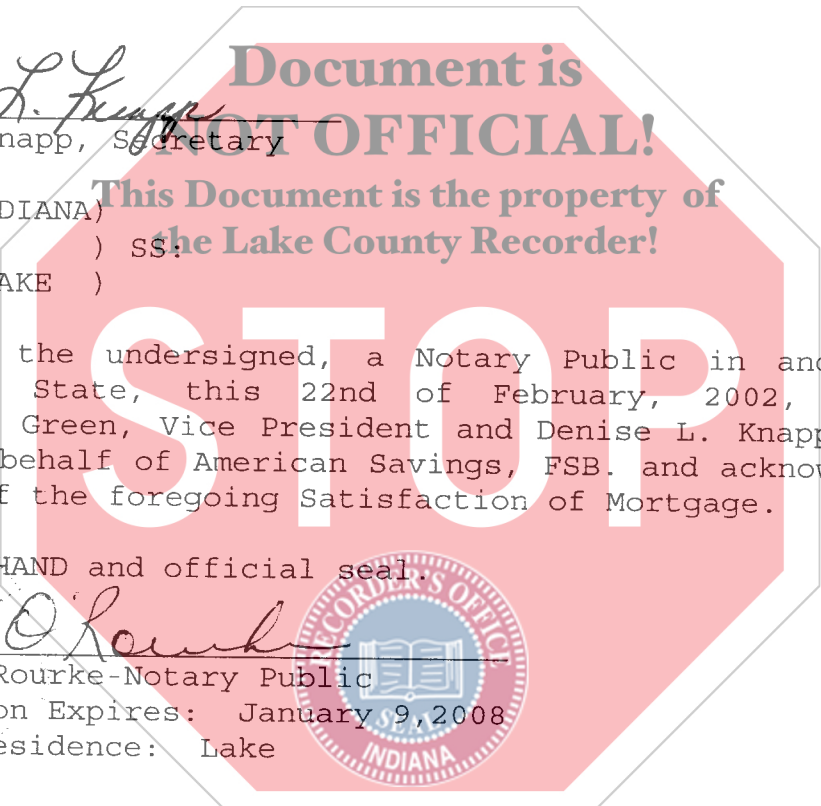 Document is
L. Knapp
NOT OFFICIAL!
napp, Secretary
This Document is the property of
DIANA)
the Lake County Recorder!
) SS:
AKE )
STOP
the undersigned, a Notary Public in and
State, this 22nd of February, 2002,
Green, Vice President and Denise L. Knapp
behalf of American Savings, FSB. and acknow
f the foregoing Satisfaction of Mortgage.
HAND and official seal.
O'Rourke
Rourke-Notary Public
on Expires: January 9,2008
esidence: Lake
RECORDER'S OFFICE
SEAL
INDIANA